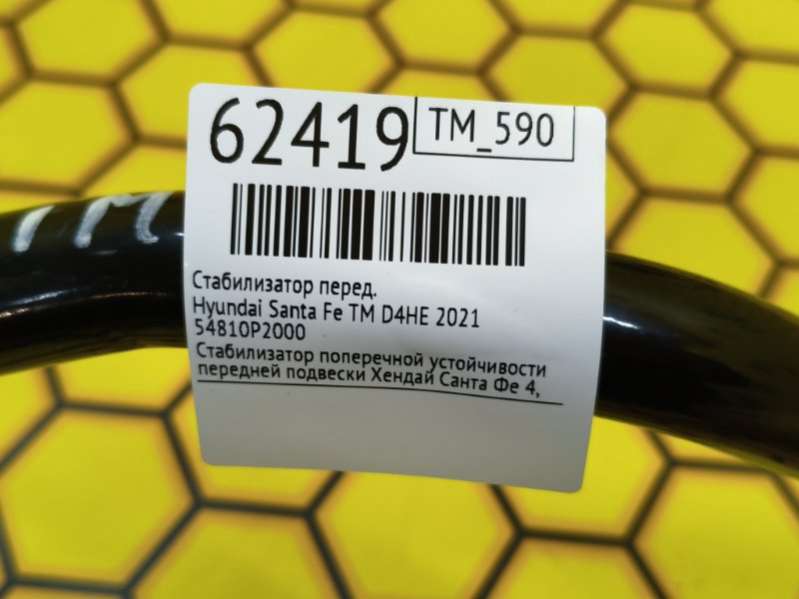 62419
TM_590
TM
Стабилизатор перед.
Hyundai Santa Fe TM D4HE 2021
54810P2000
Стабилизатор поперечной устойчивости
передней подвески Хендай Санта Фе 4,